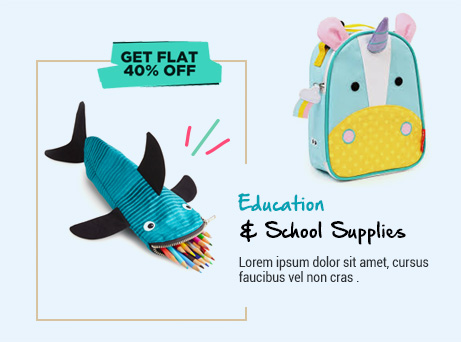 GET FLAT
40% OFF
Education
& School Supplies
Lorem ipsum dolor sit amet, cursus
faucibus vel non cras .